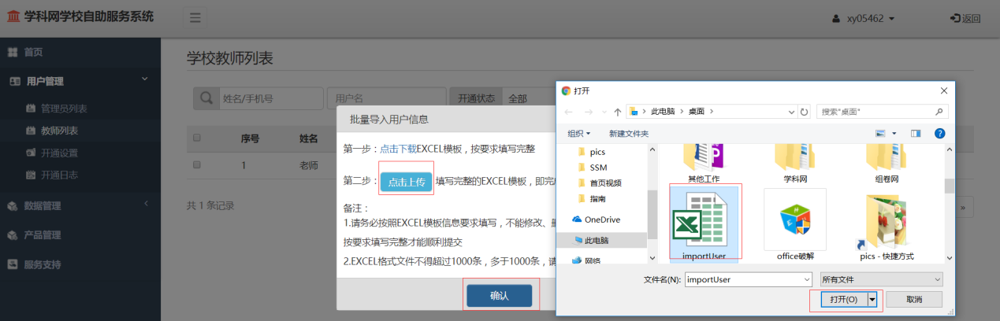 学科网学校自助服务系统
xy05462
返回
首页
用户管理
管理员列表
教师列表
开通设置
开通日志
数据管理
产品管理
服务支持
学校教师列表
姓名/手机号
用户名
开通状态
全部
序号
姓名
1
老师
共 1 条记录
»
批量导入用户信息
第一步：点击下载EXCEL模板，按要求填写完整
第二步：点击上传 填写完整的EXCEL模板，即完
备注：
1.请务必按照EXCEL模板信息要求填写，不能修改、
按要求填写完整才能顺利提交
2.EXCEL格式文件不得超过1000条，多于1000条，请
确认
打开
此电脑 › 桌面 ›
搜索"桌面"
组织
新建文件夹
pics
SSM
首页视频
指南
OneDrive
此电脑
网络
其他工作
学科网
组卷网
importUser
office破解
pics - 快捷方式
文件名(N):
importUser
所有文件
打开(O)
取消